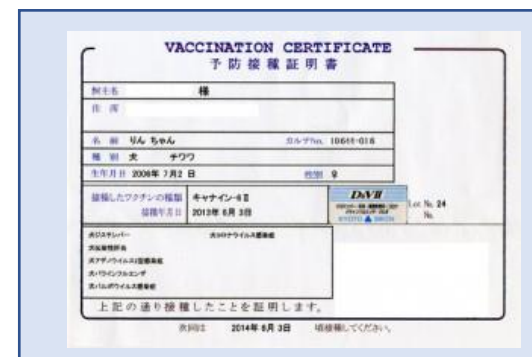 VACCINATION CERTIFICATE
予防接種証明書
飼主名 様
住所
名前 りん ちゃん カルテNo. 10641-016
種別 犬 チワワ
生年月日 2008年 7月 2日 性別 ♀
接種したワクチンの種類 キャナイン-6Ⅱ
接種年月日 2013年 6月 3日
Lot No. 24
No.
犬ジステンパー 犬コロナウイルス感染症
犬伝染性肝炎
犬アデノウイルス2型感染症
犬パラインフルエンザ
犬パルボウイルス感染症
上記の通り接種したことを証明します。
次回は 2014年 6月 3日 頃接種してください。